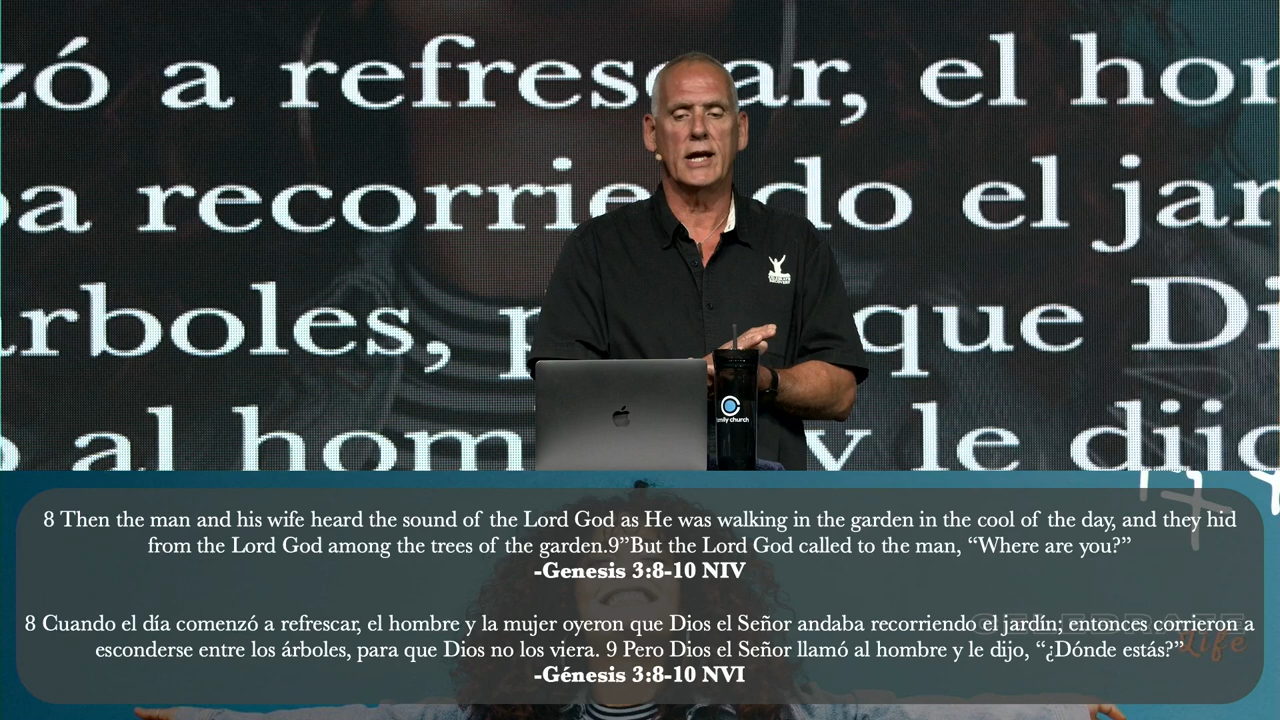 zó a refrescar, el hom
ba recorriendo el jar
rboles, p que Di
o al hom y le dijo
family church
8 Then the man and his wife heard the sound of the Lord God as He was walking in the garden in the cool of the day, and they hid
from the Lord God among the trees of the garden.9”But the Lord God called to the man, “Where are you?”
-Genesis 3:8-10 NIV
8 Cuando el día comenzó a refrescar, el hombre y la mujer oyeron que Dios el Señor andaba recorriendo el jardín; entonces corrieron a
esconderse entre los árboles, para que Dios no los viera. 9 Pero Dios el Señor llamó al hombre y le dijo, “¿Dónde estás?”
-Génesis 3:8-10 NVI
CELEBRATE
Life